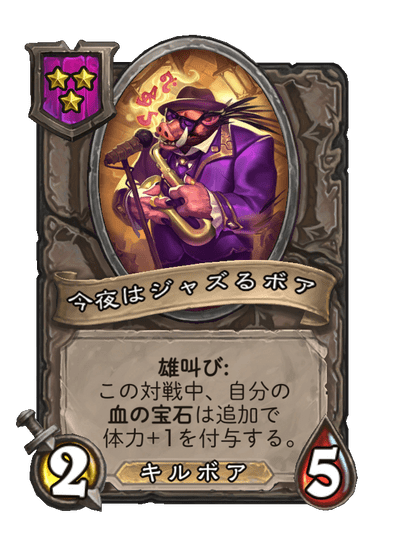 今夜はジャズるボア
雄叫び:
この対戦中、自分の
血の宝石は追加で
体力+1を付与する。
2
キルボア
5